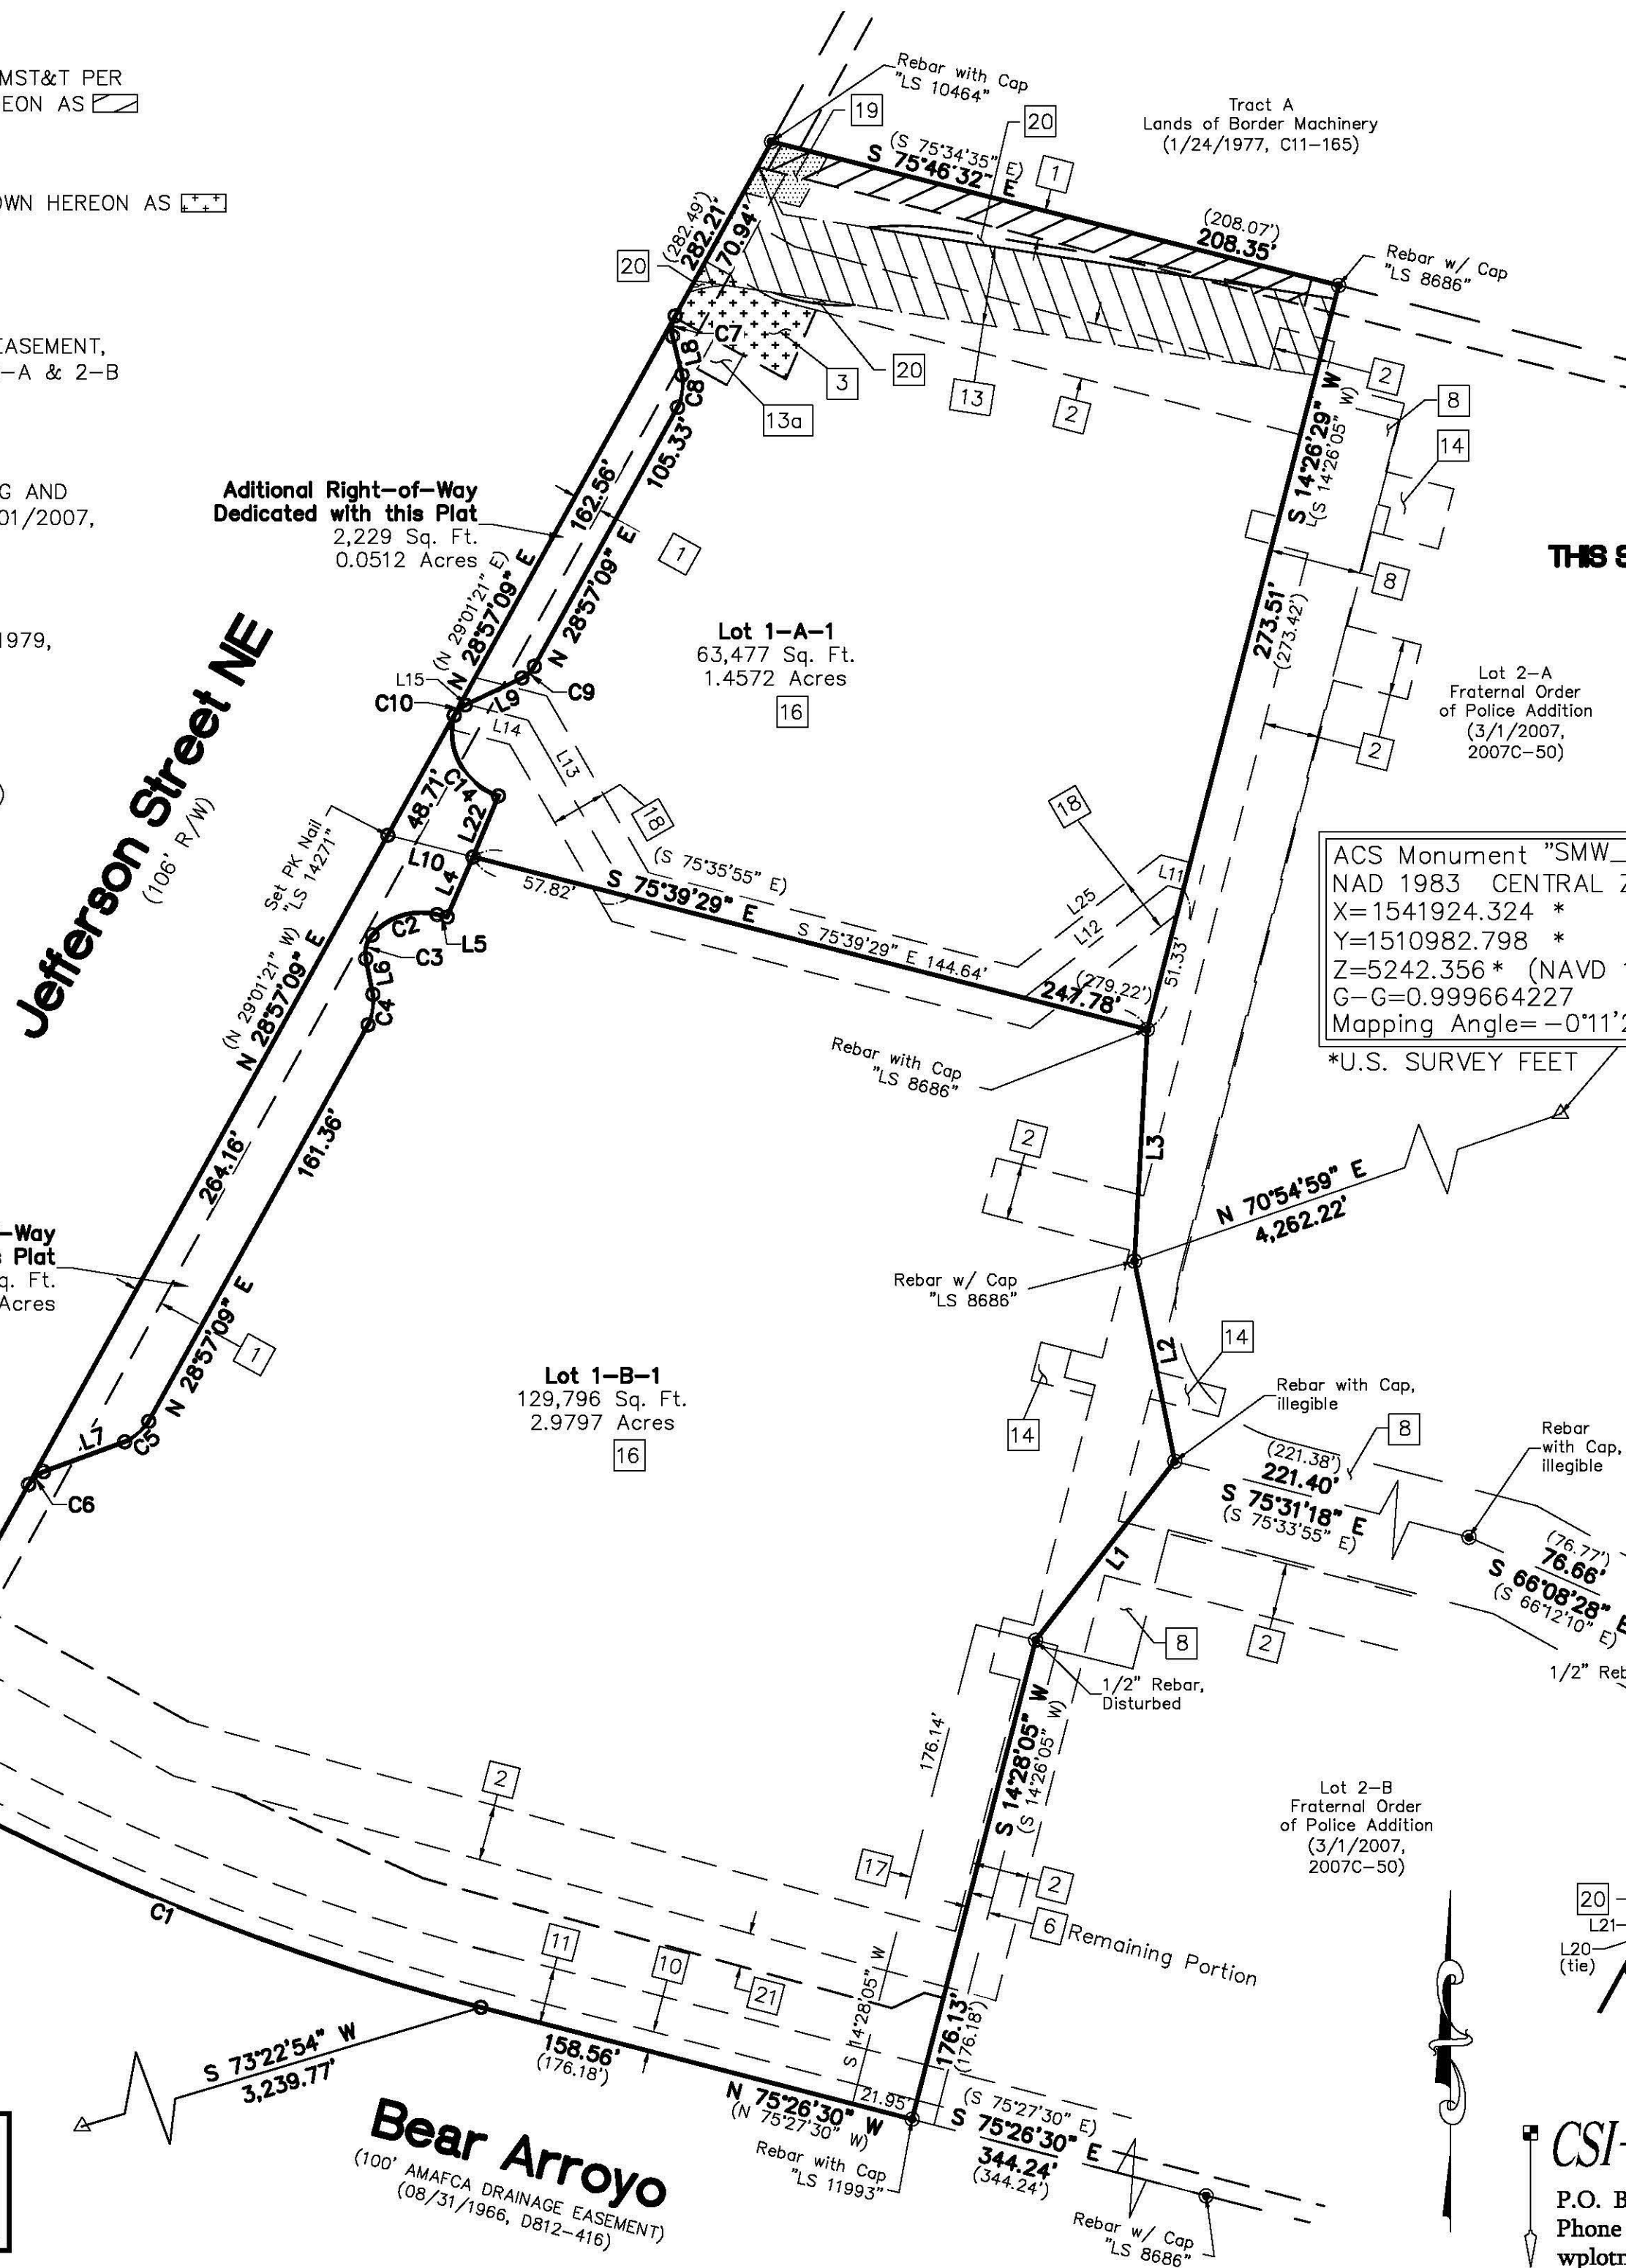 MST&T PER
EON AS
OWN HEREON AS
EASEMENT,
-A & 2-B
G AND
01/2007,
1979,
)
Rebar with Cap
"LS 10464"
Tract A
Lands of Border Machinery
(1/24/1977, C11-165)
19
20
1
(S 75°34'35" E)
S 75°46'32" E
(208.07')
208.35'
Rebar w/ Cap
"LS 8686"
(282.49')
282.21'
70.94'
20
C7
L8
C8
3
20
13
13a
2
2
8
14
S 14°26'29" W
(S 14°26'05" W)
105.33'
162.56'
Aditional Right-of-Way
Dedicated with this Plat
2,229 Sq. Ft.
0.0512 Acres
(N 29°01'21" E)
N 28°57'09" E
N 28°57'09" E
1
8
THIS S
273.51'
(273.42')
Jefferson Street NE
(106' R/W)
Lot 1-A-1
63,477 Sq. Ft.
1.4572 Acres
16
Lot 2-A
Fraternal Order
of Police Addition
(3/1/2007,
2007C-50)
2
L15
C10
L9
C9
L14
L13
C14
48.71'
L22
18
18
Set PK Nail
"LS 14271"
L10
57.82'
(S 75°35'55" E)
S 75°39'29" E
S 75°39'29" E 144.64'
L25
L12
L11
51.33'
(279.22')
247.78'
ACS Monument "SMW_
NAD 1983 CENTRAL Z
X=1541924.324 *
Y=1510982.798 *
Z=5242.356 * (NAVD 1
G-G=0.999664227
Mapping Angle= -0°11'2
*U.S. SURVEY FEET
L4
C2
L5
C3
L6
C4
(N 29°01'21" W)
N 28°57'09" E
Rebar with Cap
"LS 8686"
2
L3
N 70°54'59" E
4,262.22'
161.36'
264.16'
-Way
s Plat
q. Ft.
Acres
N 28°57'09" E
1
Rebar w/ Cap
"LS 8686"
14
L2
14
Lot 1-B-1
129,796 Sq. Ft.
2.9797 Acres
16
Rebar with Cap,
illegible
8
(221.38')
221.40'
S 75°31'18" E
(S 75°33'55" E)
Rebar
with Cap,
illegible
(76.77')
76.66'
S 66°08'28" E
(S 66°12'10" E)
L7
C5
C6
L1
8
2
1/2" Reb
1/2" Rebar,
Disturbed
176.14'
S 14°28'05" W
(S 14°26'05" W)
2
Lot 2-B
Fraternal Order
of Police Addition
(3/1/2007,
2007C-50)
17
2
6
Remaining Portion
20
L21
L20
(tie)
C1
11
10
21
S 14°28'05" W
176.13'
(176.18')
S 73°22'54" W
3,239.77'
158.56'
(176.18')
21.95'
N 75°26'30" W
(N 75°27'30" W)
Rebar with Cap
"LS 11993"
(S 75°27'30" E)
S 75°26'30" E
344.24'
(344.24')
Rebar w/ Cap
"LS 8686"
Bear Arroyo
(100' AMAFCA DRAINAGE EASEMENT)
(08/31/1966, D812-416)
CSI-
P.O. B
Phone
wplotn